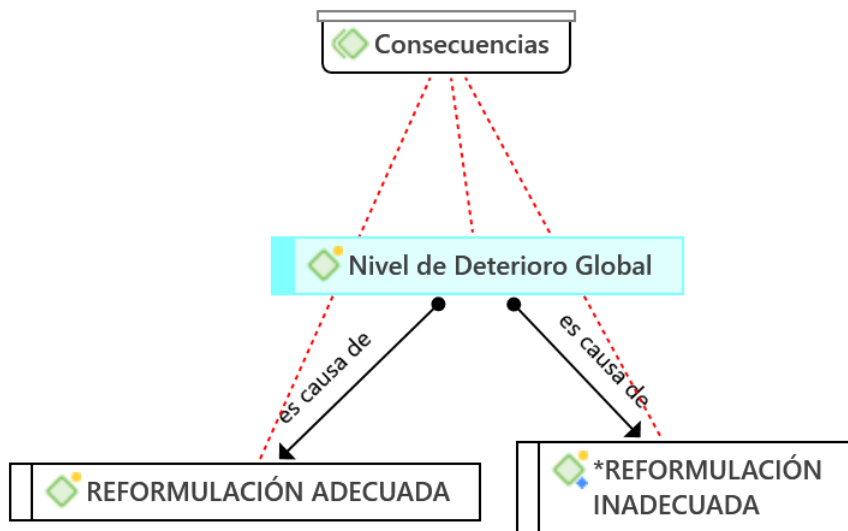 Consecuencias
Nivel de Deterioro Global
es causa de
es causa de
REFORMULACIÓN ADECUADA
*REFORMULACIÓN
INADECUADA